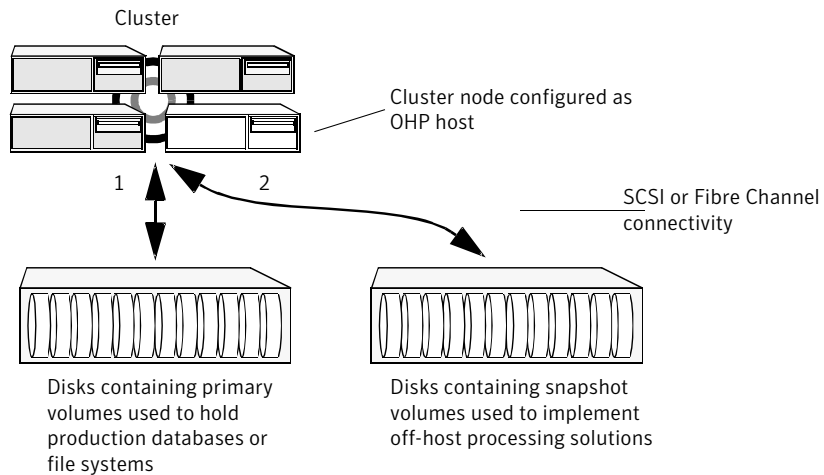 Cluster
Cluster node configured as
OHP host
1
2
SCSI or Fibre Channel
connectivity
Disks containing primary
volumes used to hold
production databases or
file systems
Disks containing snapshot
volumes used to implement
off-host processing solutions